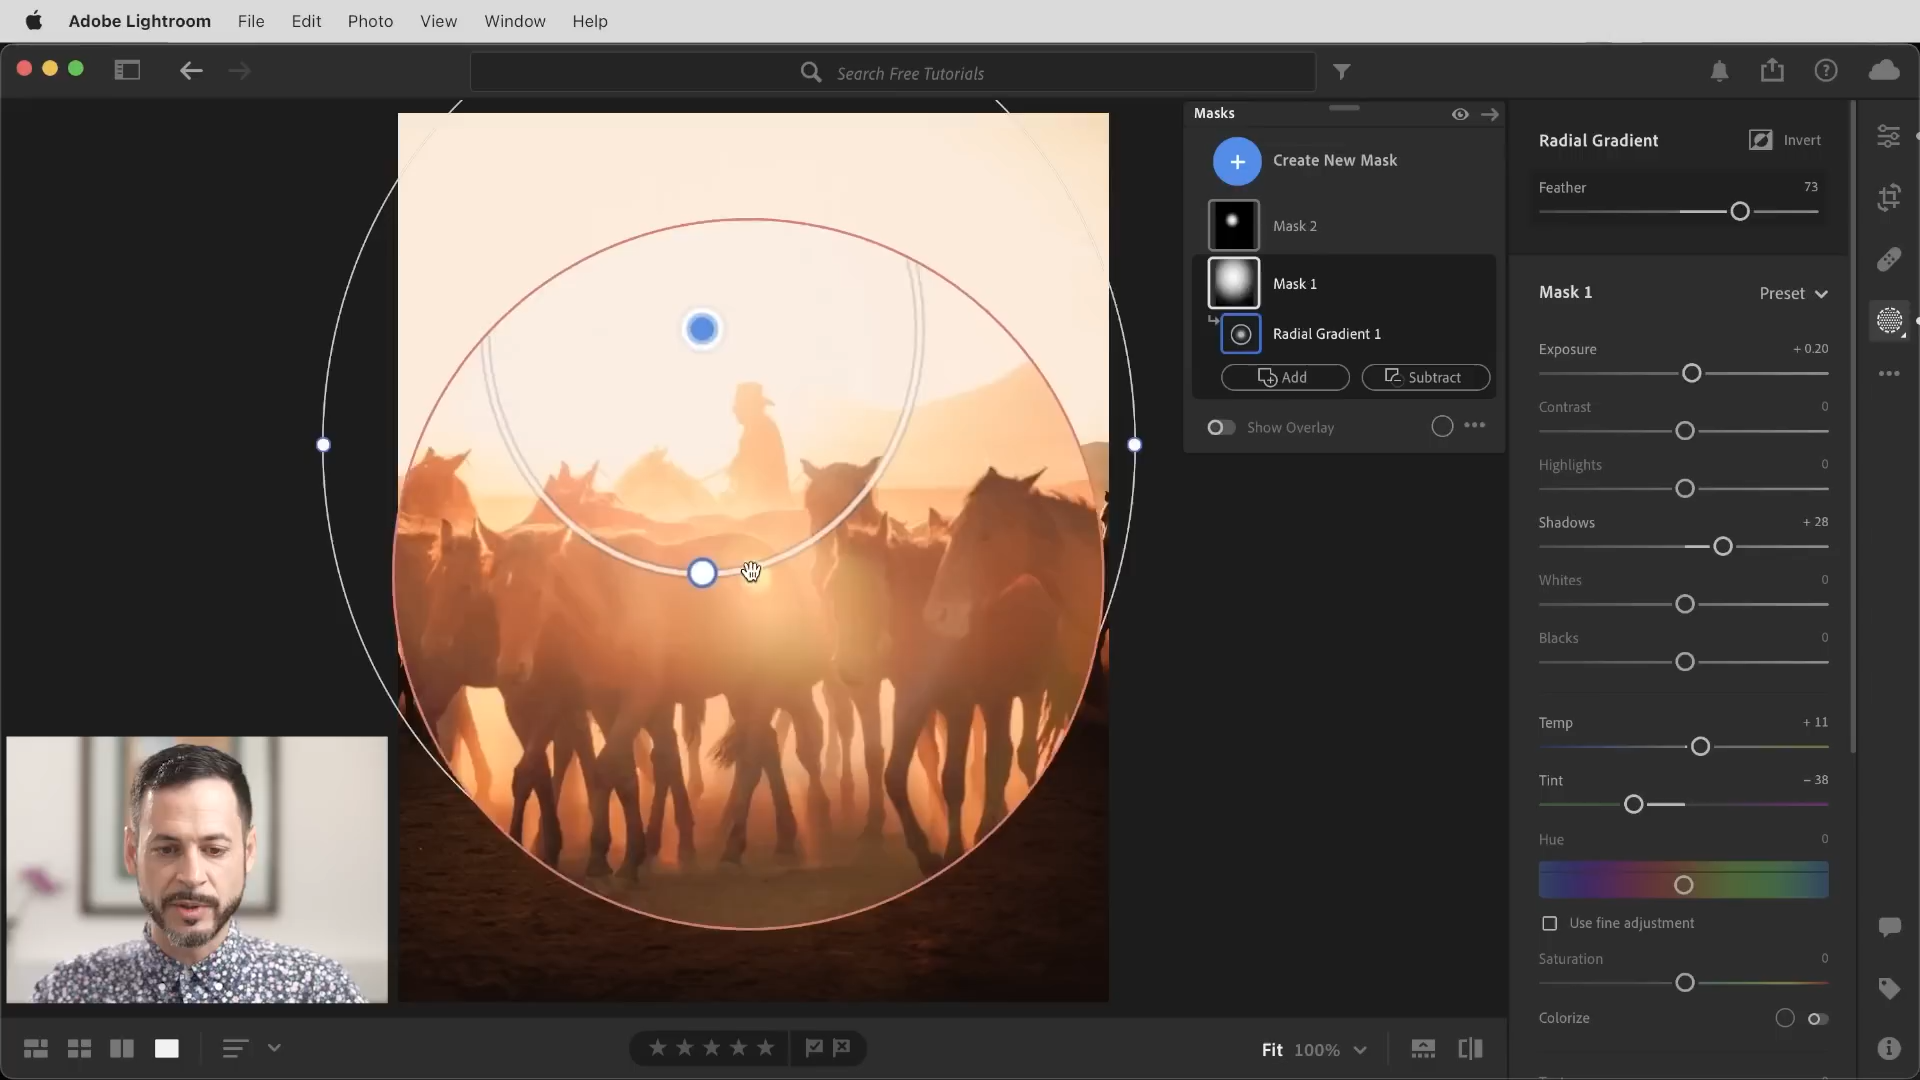 Adobe Lightroom File Edit Photo View Window Help
Search Free Tutorials
Masks
Create New Mask
Mask 2
Mask 1
Radial Gradient 1
Add Subtract
Show Overlay
Radial Gradient Invert
Feather 73
Mask 1 Preset
Exposure + 0.20
Contrast 0
Highlights 0
Shadows + 28
Whites 0
Blacks 0
Temp + 11
Tint – 38
Hue 0
Use fine adjustment
Saturation 0
Colorize
Fit 100%